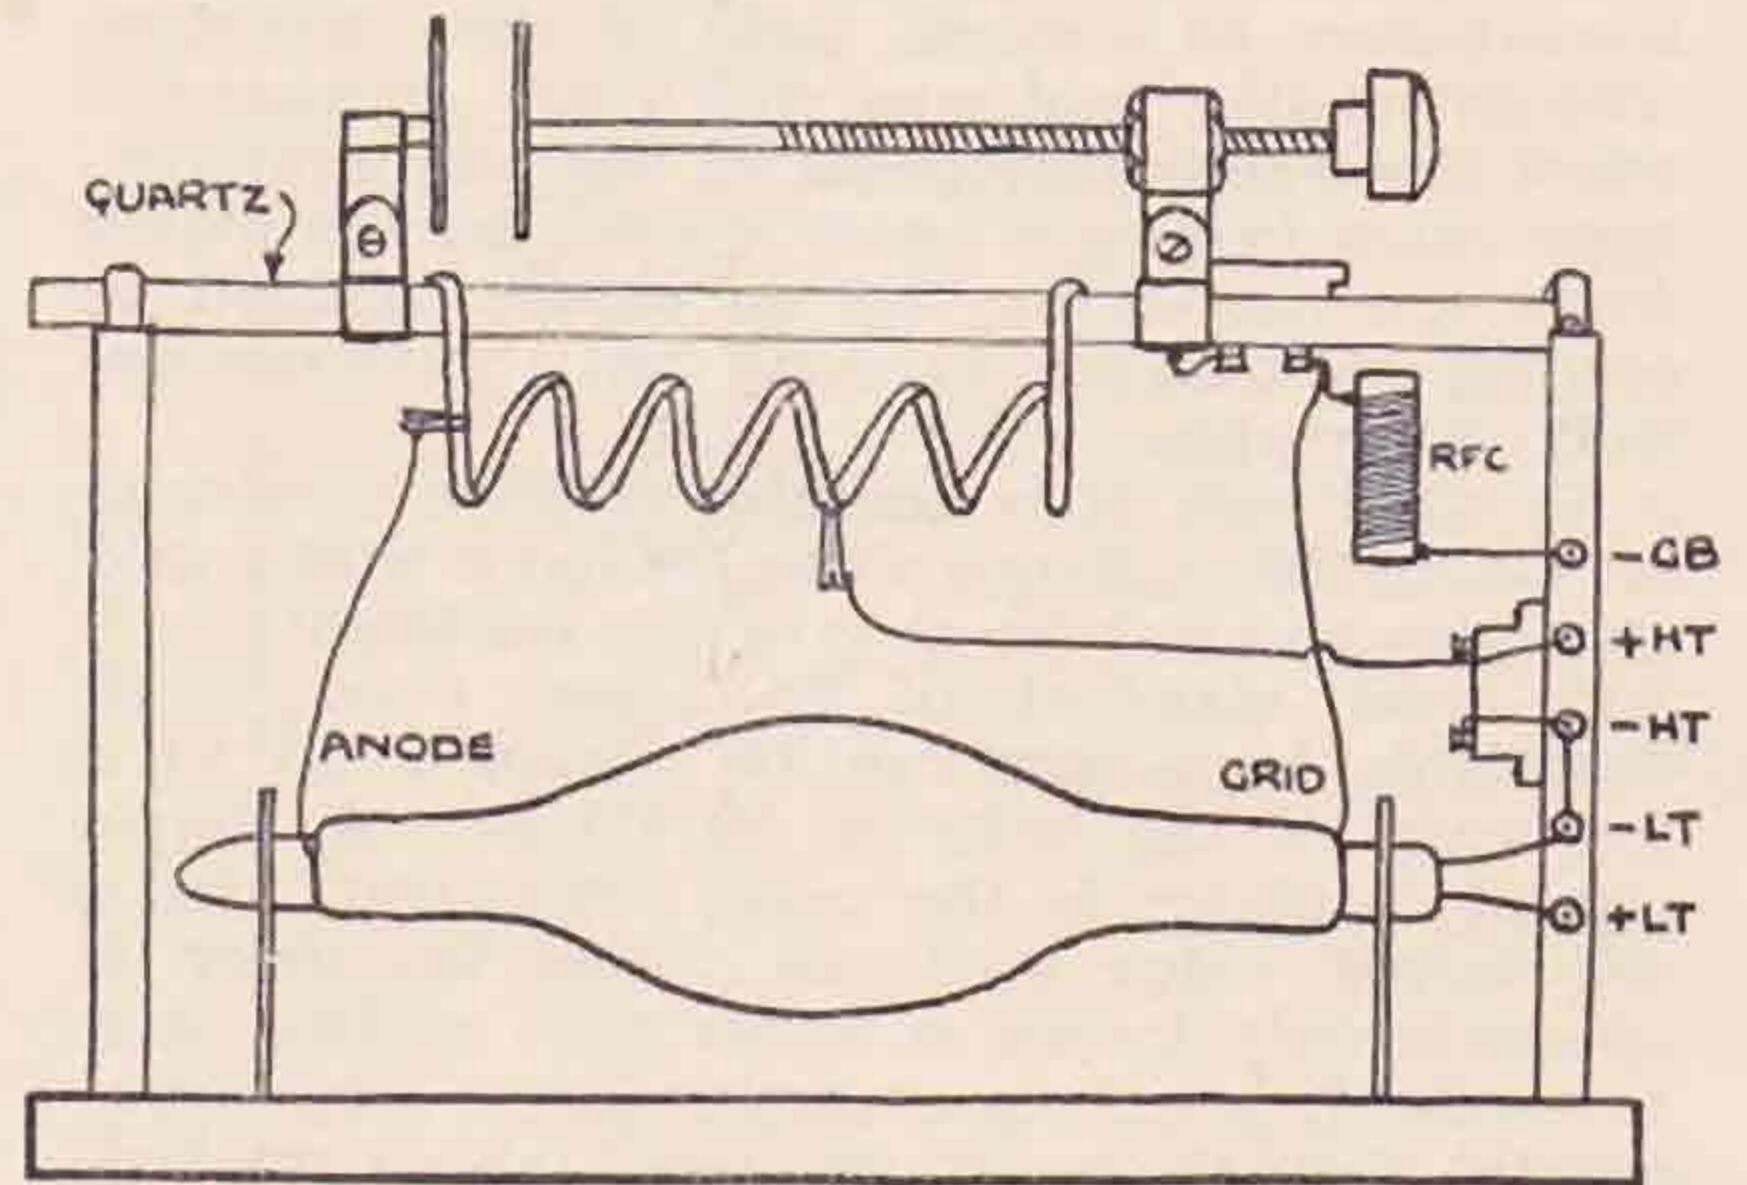 QUARTZ
RFC
-GB
+HT
ANODE
-HT
GRID
-LT
+LT